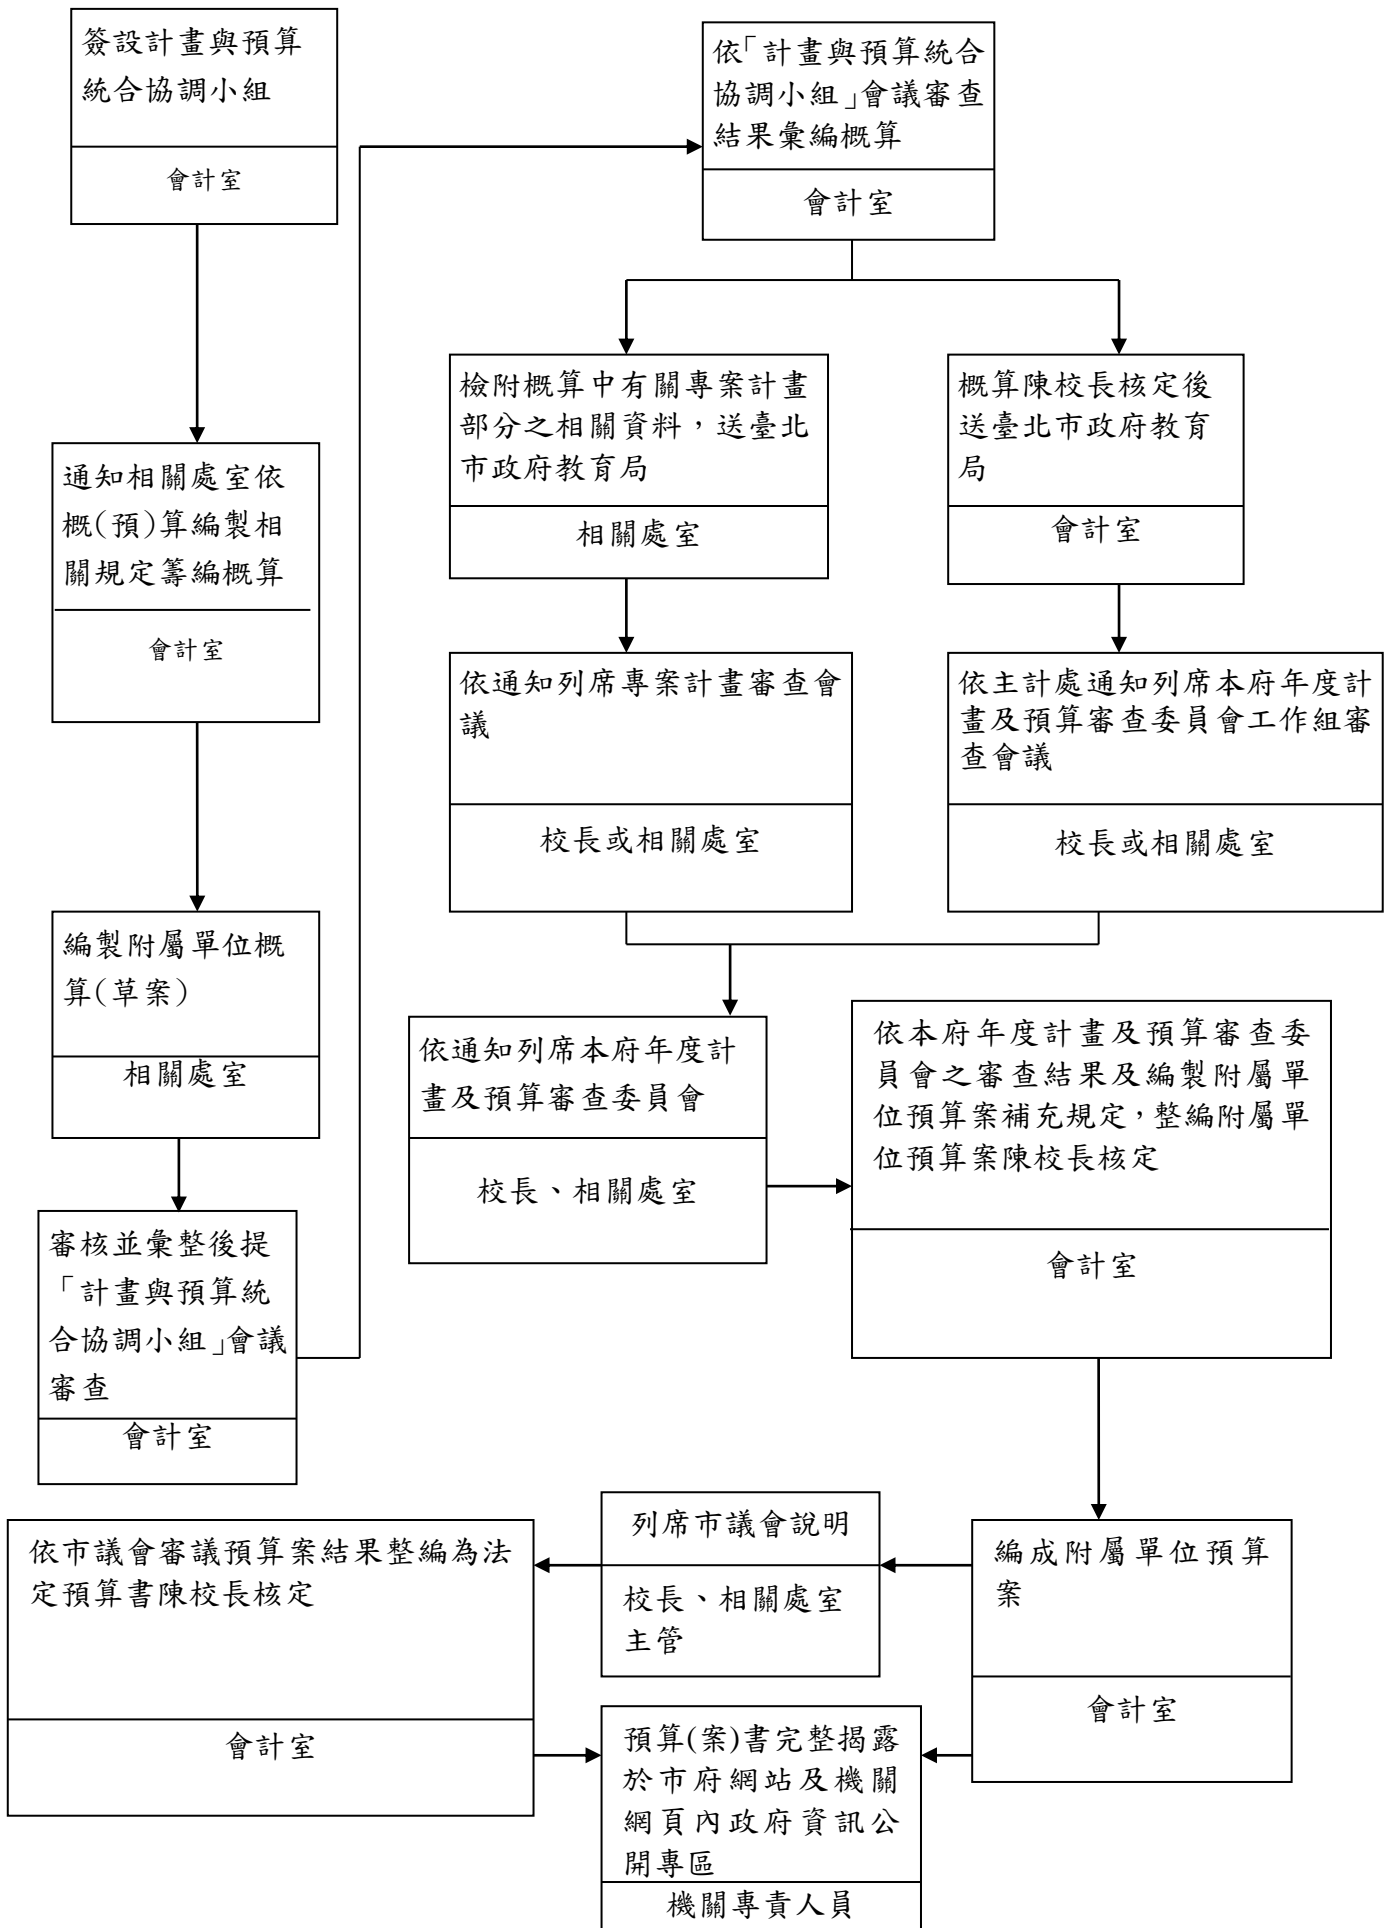 簽設計畫與預算
統合協調小組
會計室
通知相關處室依
概(預)算編製相
關規定籌編概算
會計室
編製附屬單位概
算(草案)
相關處室
審核並彙整後提
「計畫與預算統
合協調小組」會議
審查
會計室
依「計畫與預算統合
協調小組」會議審查
結果彙編概算
會計室
檢附概算中有關專案計畫
部分之相關資料，送臺北
市政府教育局
相關處室
概算陳校長核定後
送臺北市政府教育
局
會計室
依通知列席專案計畫審查會
議
校長或相關處室
依主計處通知列席本府年度計
畫及預算審查委員會工作組審
查會議
校長或相關處室
依通知列席本府年度計
畫及預算審查委員會
校長、相關處室
依本府年度計畫及預算審查委
員會之審查結果及編製附屬單
位預算案補充規定，整編附屬單
位預算案陳校長核定
會計室
編成附屬單位預算
案
會計室
列席市議會說明
校長、相關處室
主管
依市議會審議預算案結果整編為法
定預算書陳校長核定
會計室
預算(案)書完整揭露
於市府網站及機關
網頁內政府資訊公
開專區
機關專責人員